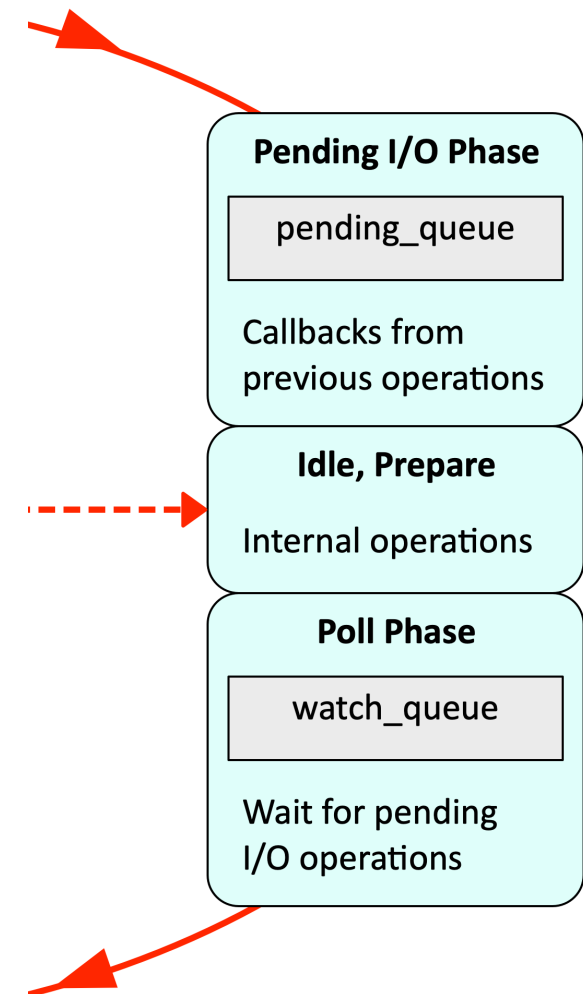 Pending I/O Phase
pending_queue
Callbacks from
previous operations
Idle, Prepare
Internal operations
Poll Phase
watch_queue
Wait for pending
I/O operations